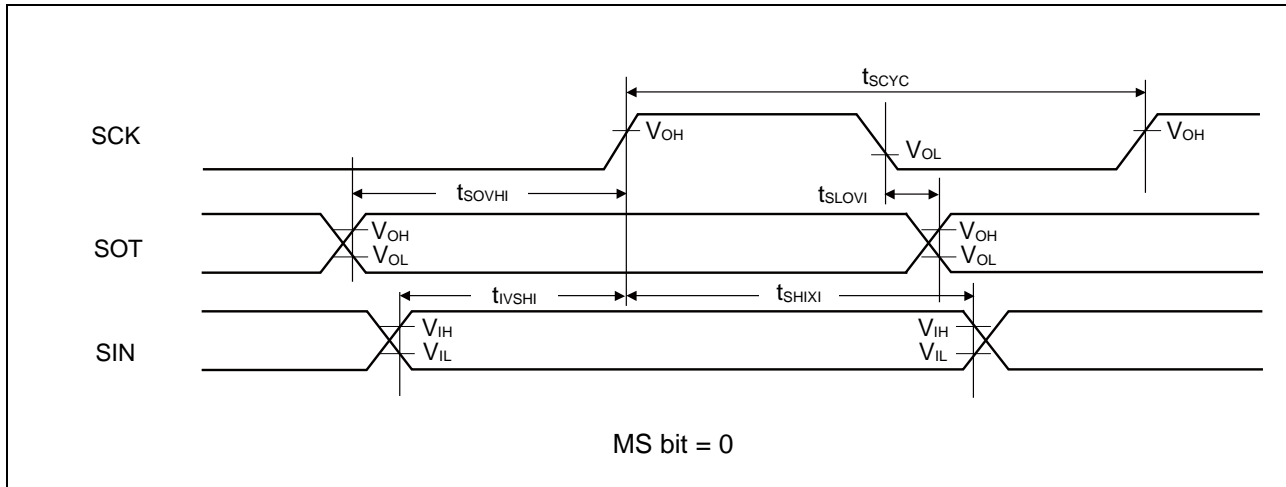 tSCYC
SCK
VOH
VOL
VOH
tSOVHI
tSLOVI
SOT
VOH
VOL
VOH
VOL
tIVSHI
tSHIXI
SIN
VIH
VIL
VIH
VIL
MS bit = 0